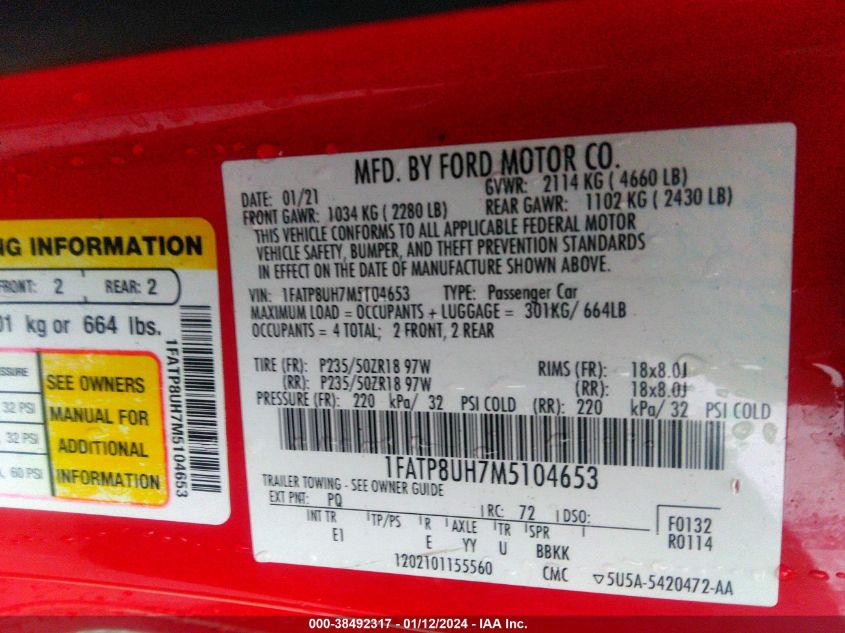 NG INFORMATION
FRONT: 2 REAR: 2
01 kg or 664 lbs.
SSURE
32 PSI
32 PSI
60 PSI
SEE OWNERS
MANUAL FOR
ADDITIONAL
INFORMATION
1FATP8UH7M5104653
MFD. BY FORD MOTOR CO.
DATE: 01/21 GVWR: 2114 KG ( 4660 LB)
FRONT GAWR: 1034 KG ( 2280 LB) REAR GAWR: 1102 KG ( 2430 LB)
THIS VEHICLE CONFORMS TO ALL APPLICABLE FEDERAL MOTOR
VEHICLE SAFETY, BUMPER, AND THEFT PREVENTION STANDARDS
IN EFFECT ON THE DATE OF MANUFACTURE SHOWN ABOVE.
VIN: 1FATP8UH7M5104653 TYPE: Passenger Car
MAXIMUM LOAD = OCCUPANTS + LUGGAGE = 301KG/ 664LB
OCCUPANTS = 4 TOTAL; 2 FRONT, 2 REAR
TIRE (FR): P235/50ZR18 97W RIMS (FR): 18x8.0J
(RR): P235/50ZR18 97W (RR): 18x8.0J
PRESSURE (FR): 220 kPa/ 32 PSI COLD (RR): 220 kPa/ 32 PSI COLD
1FATP8UH7M5104653
TRAILER TOWING - SEE OWNER GUIDE
EXT PNT: PQ RC: 72 DSO: F0132
INT TR TP/PS R AXLE TR SPR R0114
E1 E YY U BBKK
1202101155560 CMC ▽5U5A-5420472-AA
000-38492317 - 01/12/2024 - IAA Inc.